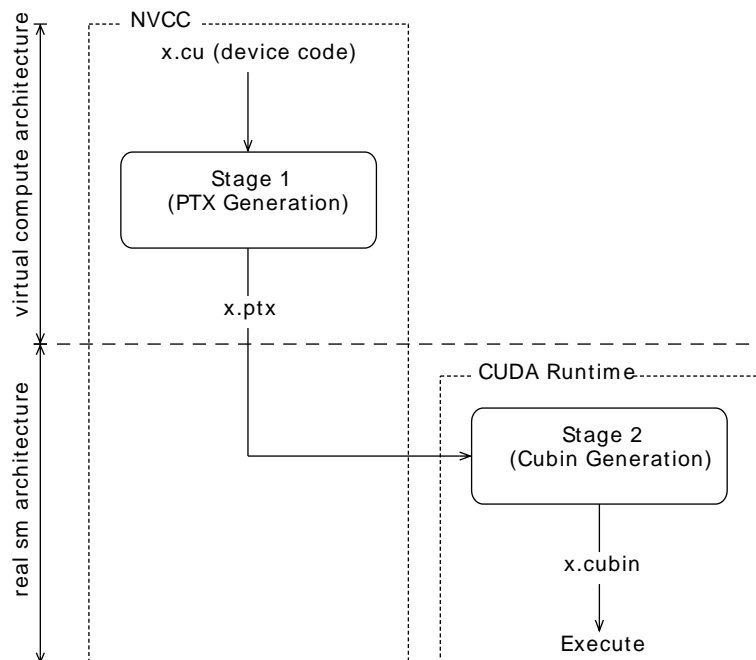 NVCC
x.cu (device code)
virtual compute architecture
Stage 1
(PTX Generation)
x.ptx
real sm architecture
CUDA Runtime
Stage 2
(Cubin Generation)
x.cubin
Execute